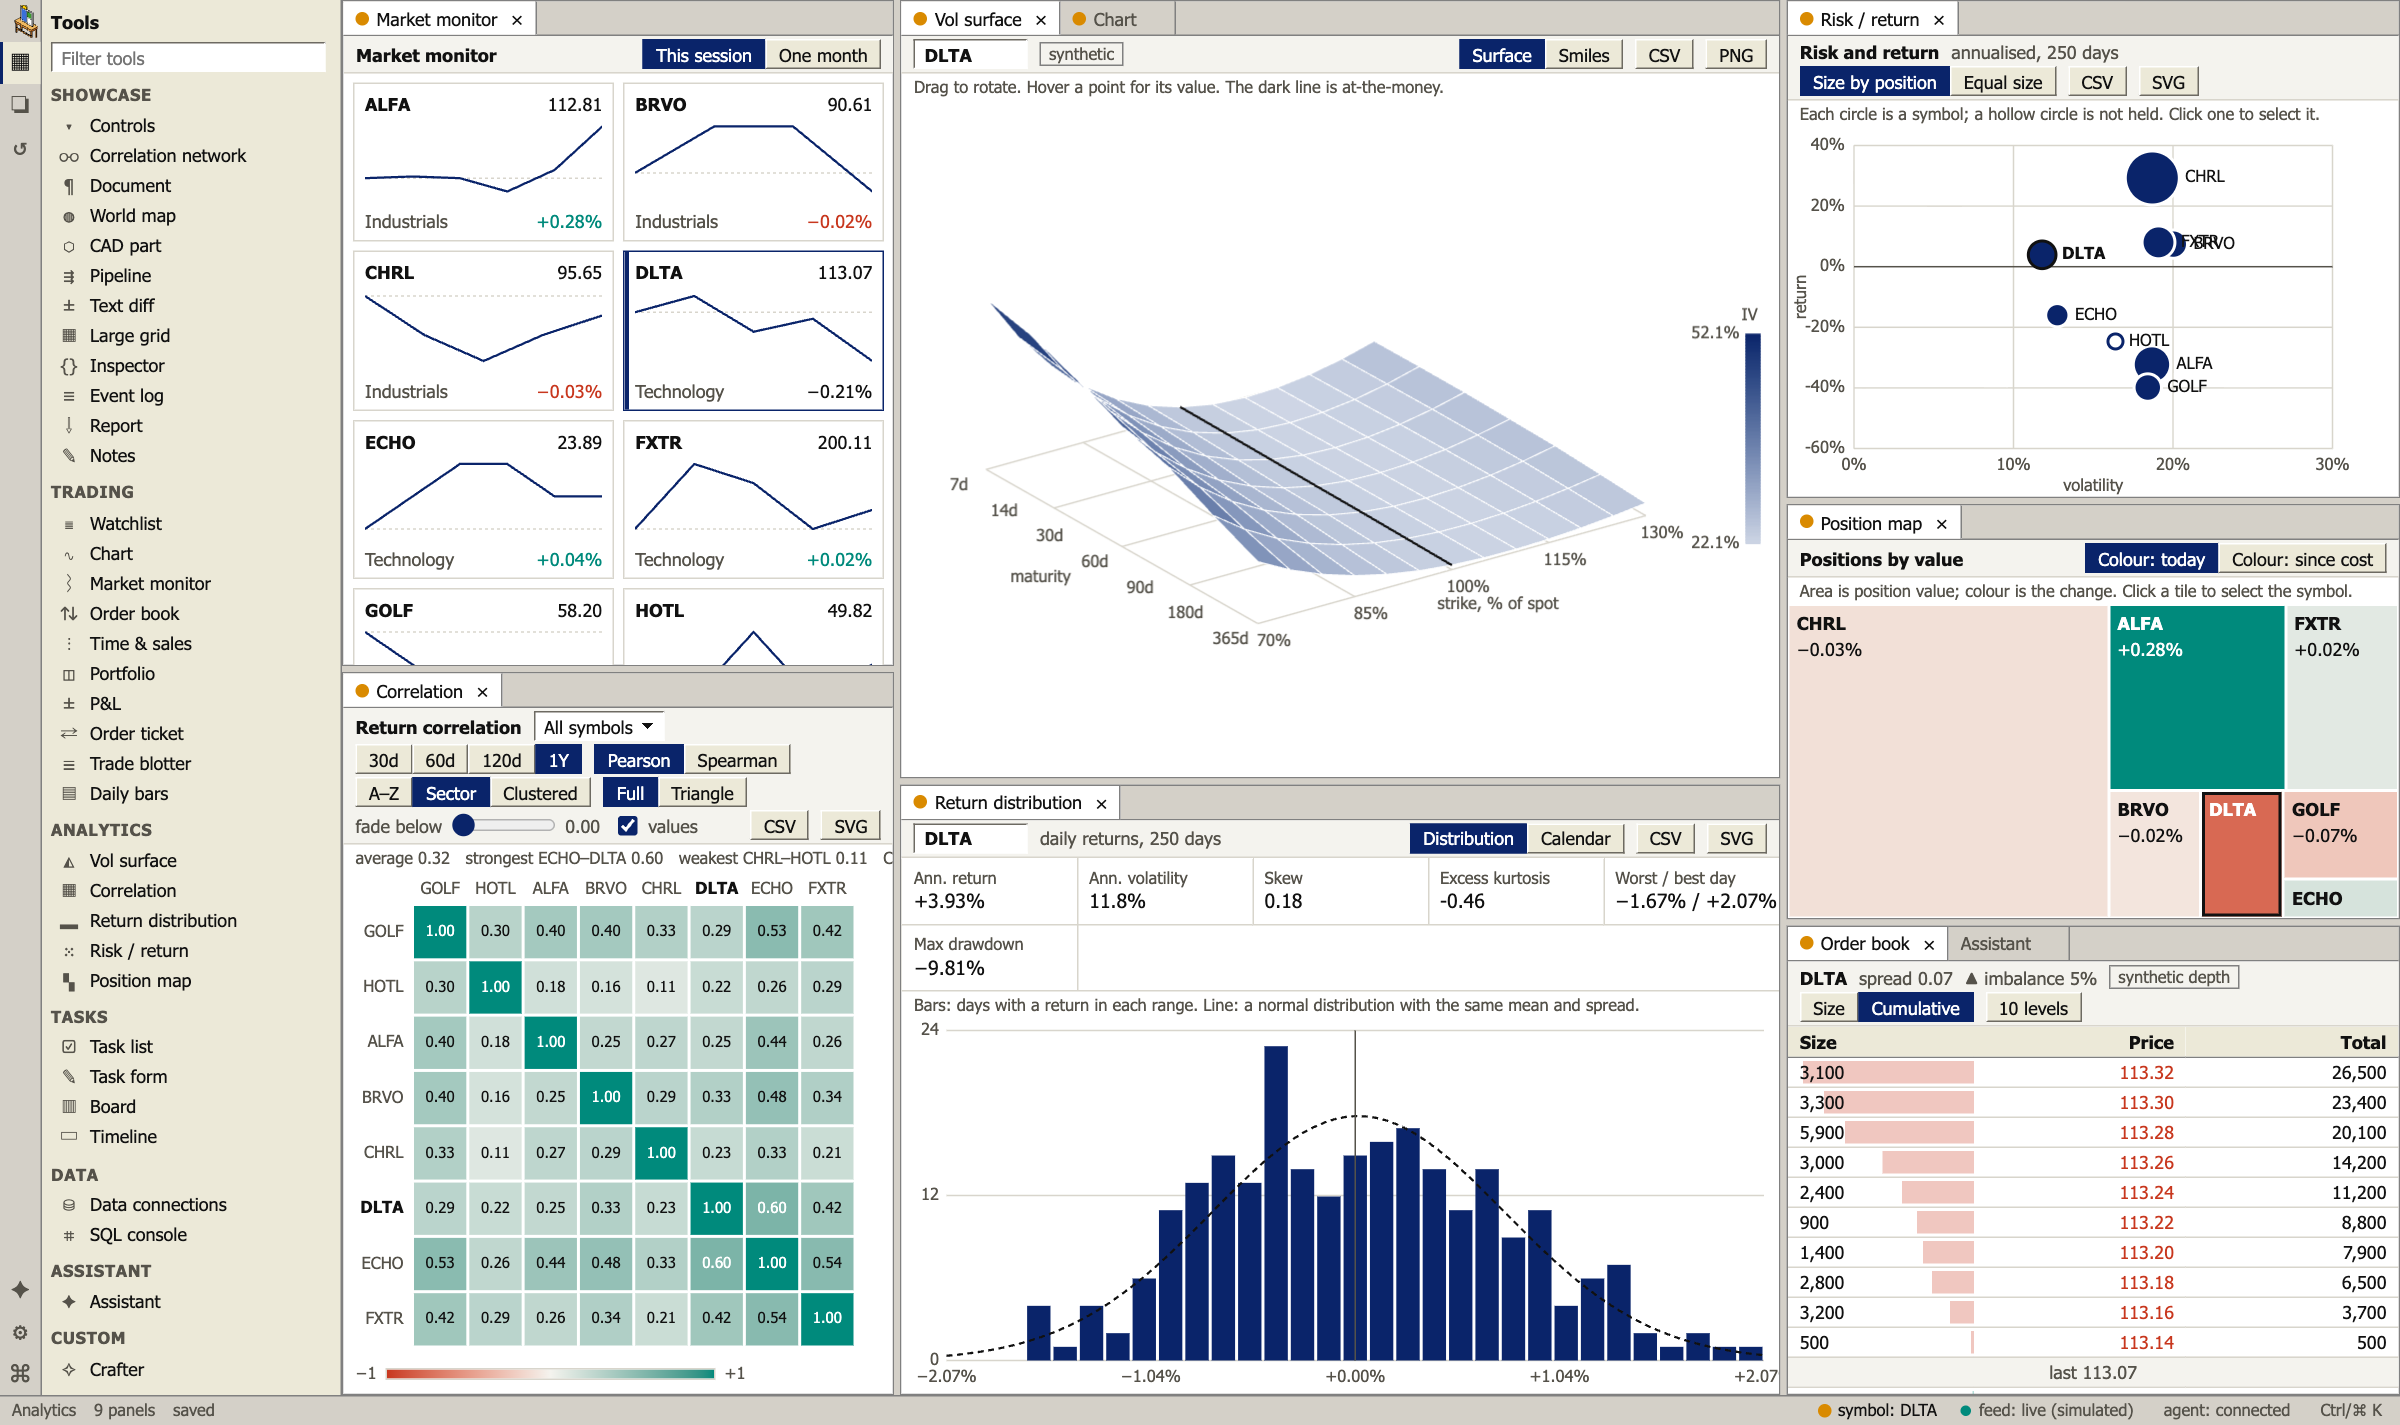 Tools
Filter tools
SHOWCASE
Controls
Correlation network
Document
World map
CAD part
Pipeline
Text diff
Large grid
Inspector
Event log
Report
Notes
TRADING
Watchlist
Chart
Market monitor
Order book
Time & sales
Portfolio
P&L
Order ticket
Trade blotter
Daily bars
ANALYTICS
Vol surface
Correlation
Return distribution
Risk / return
Position map
TASKS
Task list
Task form
Board
Timeline
DATA
Data connections
SQL console
ASSISTANT
Assistant
CUSTOM
Crafter
Market monitor ×
Market monitor This session One month
ALFA 112.81
Industrials +0.28%
BRVO 90.61
Industrials −0.02%
CHRL 95.65
Industrials −0.03%
DLTA 113.07
Technology −0.21%
ECHO 23.89
Technology +0.04%
FXTR 200.11
Technology +0.02%
GOLF 58.20
HOTL 49.82
Correlation ×
Return correlation All symbols
30d 60d 120d 1Y Pearson Spearman
A–Z Sector Clustered Full Triangle
fade below 0.00 values CSV SVG
average 0.32 strongest ECHO–DLTA 0.60 weakest CHRL–HOTL 0.11 C
GOLF HOTL ALFA BRVO CHRL DLTA ECHO FXTR
GOLF 1.00 0.30 0.40 0.40 0.33 0.29 0.53 0.42
HOTL 0.30 1.00 0.18 0.16 0.11 0.22 0.26 0.29
ALFA 0.40 0.18 1.00 0.25 0.27 0.25 0.44 0.26
BRVO 0.40 0.16 0.25 1.00 0.29 0.33 0.48 0.34
CHRL 0.33 0.11 0.27 0.29 1.00 0.23 0.33 0.21
DLTA 0.29 0.22 0.25 0.33 0.23 1.00 0.60 0.42
ECHO 0.53 0.26 0.44 0.48 0.33 0.60 1.00 0.54
FXTR 0.42 0.29 0.26 0.34 0.21 0.42 0.54 1.00
−1 +1
Vol surface × Chart
DLTA synthetic Surface Smiles CSV PNG
Drag to rotate. Hover a point for its value. The dark line is at-the-money.
IV
52.1%
22.1%
7d
14d
30d
60d
90d
180d
365d
maturity
70%
85%
100%
115%
130%
strike, % of spot
Return distribution ×
DLTA daily returns, 250 days Distribution Calendar CSV SVG
Ann. return Ann. volatility Skew Excess kurtosis Worst / best day
+3.93% 11.8% 0.18 -0.46 −1.67% / +2.07%
Max drawdown
−9.81%
Bars: days with a return in each range. Line: a normal distribution with the same mean and spread.
24
12
0
−2.07% −1.04% +0.00% +1.04% +2.07
Risk / return ×
Risk and return annualised, 250 days
Size by position Equal size CSV SVG
Each circle is a symbol; a hollow circle is not held. Click one to select it.
40%
20%
0%
-20%
-40%
-60%
return
CHRL
FXTR
BRVO
DLTA
ECHO
HOTL
ALFA
GOLF
0% 10% 20% 30%
volatility
Position map ×
Positions by value Colour: today Colour: since cost
Area is position value; colour is the change. Click a tile to select the symbol.
CHRL
−0.03%
ALFA
+0.28%
FXTR
+0.02%
BRVO
−0.02%
DLTA
GOLF
−0.07%
ECHO
Order book × Assistant
DLTA spread 0.07 ▲ imbalance 5% synthetic depth
Size Cumulative 10 levels
Size Price Total
3,100 113.32 26,500
3,300 113.30 23,400
5,900 113.28 20,100
3,000 113.26 14,200
2,400 113.24 11,200
900 113.22 8,800
1,400 113.20 7,900
2,800 113.18 6,500
3,200 113.16 3,700
500 113.14 500
last 113.07
Analytics 9 panels saved
symbol: DLTA feed: live (simulated) agent: connected Ctrl/⌘ K